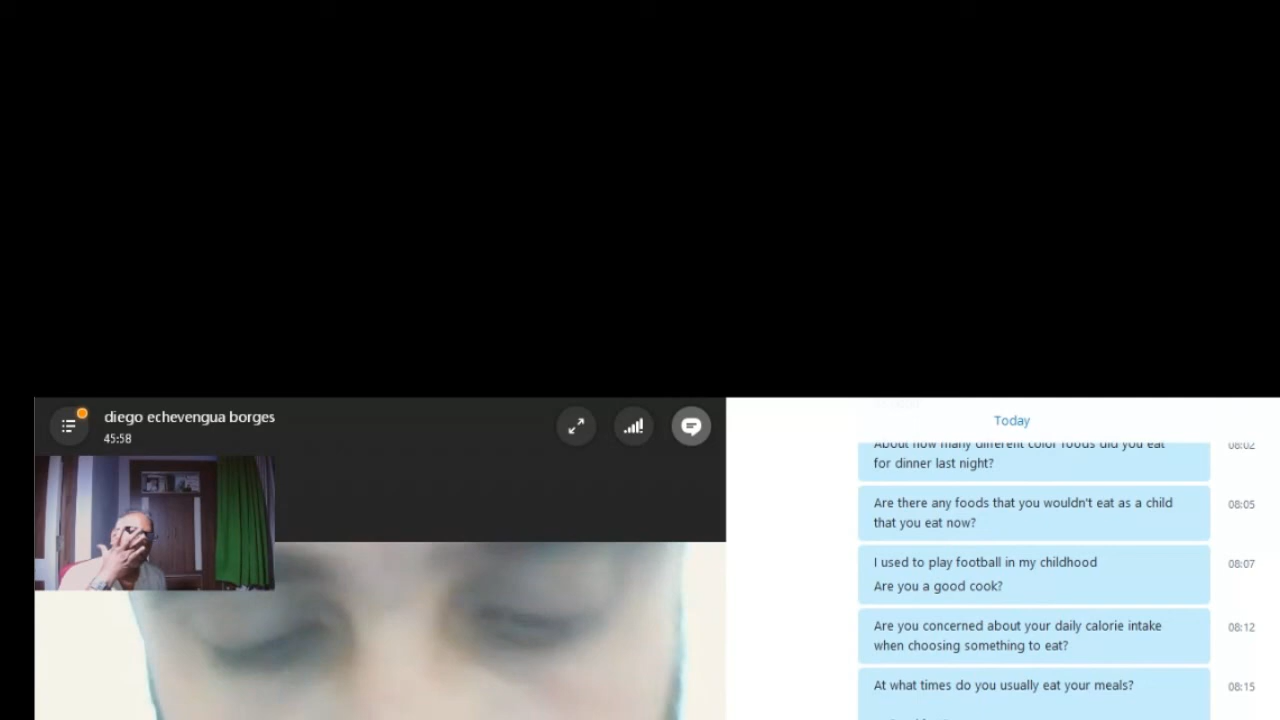 diego echevengua borges
45:58
Today
About how many different color foods did you eat
for dinner last night?
08:02
Are there any foods that you wouldn't eat as a child
that you eat now?
08:05
I used to play football in my childhood
Are you a good cook?
08:07
Are you concerned about your daily calorie intake
when choosing something to eat?
08:12
At what times do you usually eat your meals?
08:15